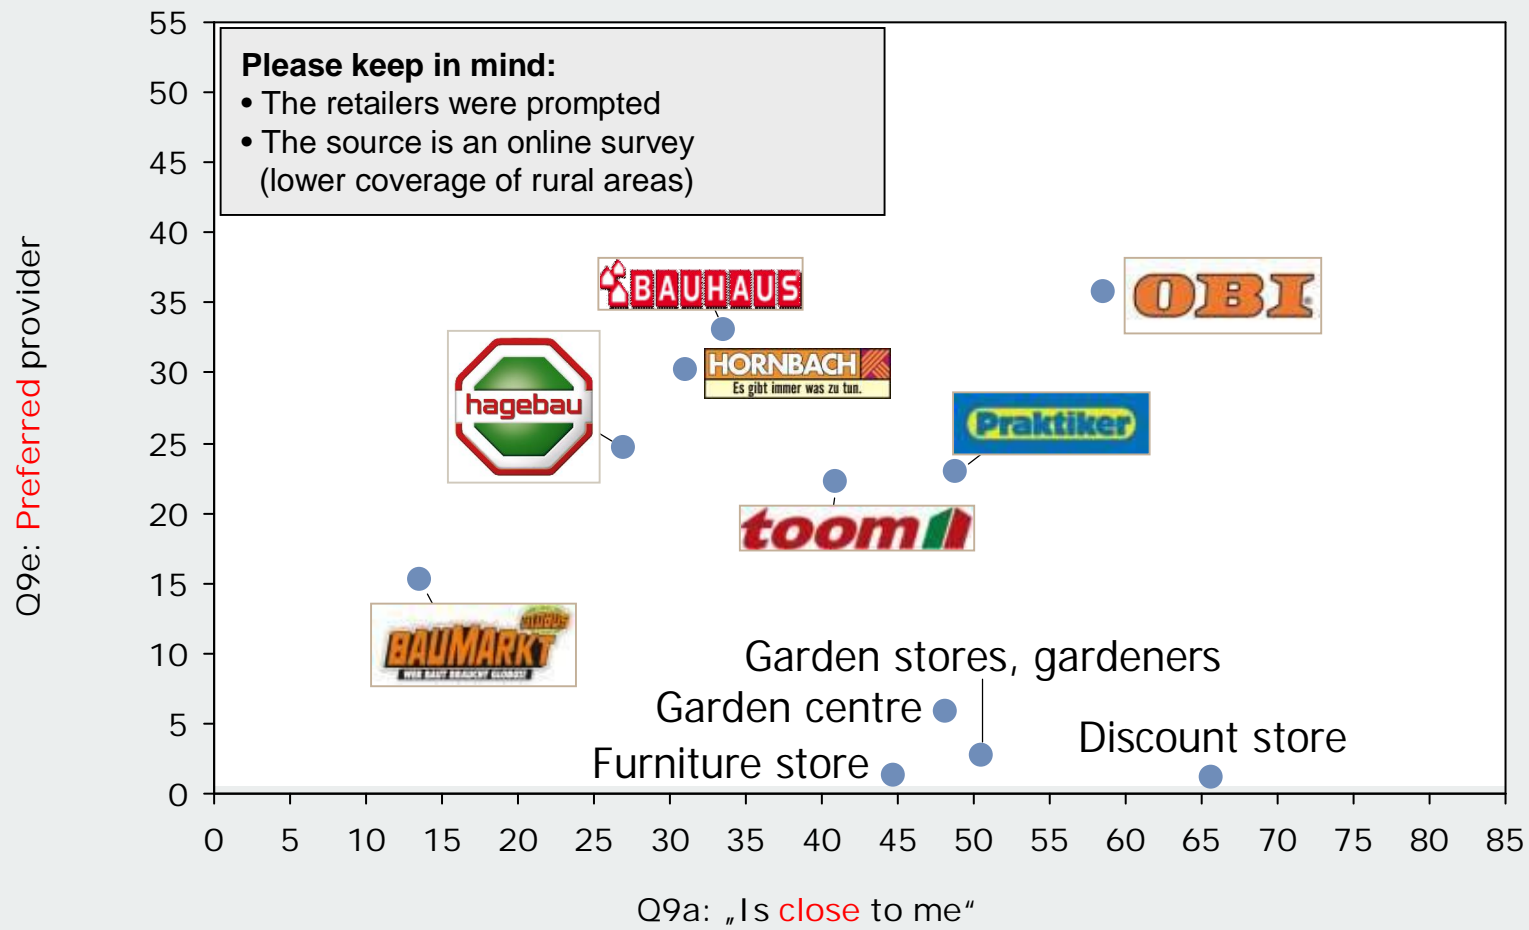 55
50
45
40
35
30
25
20
15
10
5
0
Q9e: Preferred provider
Please keep in mind:
• The retailers were prompted
• The source is an online survey
(lower coverage of rural areas)
BAUHAUS
OBI
HORNBACH
Es gibt immer was zu tun.
hagebau
Praktiker
toom
GLOBUS
BAUMARKT
WER BAUT BRAUCHT GLOBUS!
Garden stores, gardeners
Garden centre
Discount store
Furniture store
0 5 10 15 20 25 30 35 40 45 50 55 60 65 70 75 80 85
Q9a: „Is close to me“